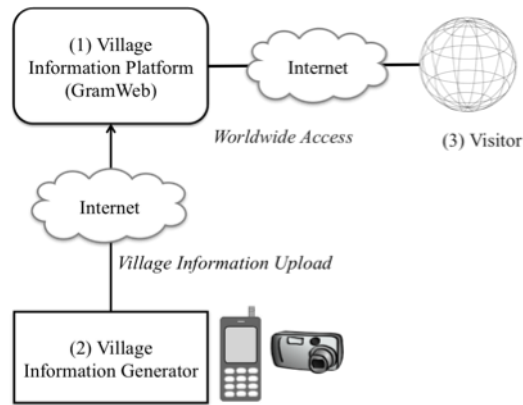 (1) Village
Information Platform
(GramWeb)
Internet
Worldwide Access
(3) Visitor
Internet
Village Information Upload
(2) Village
Information Generator